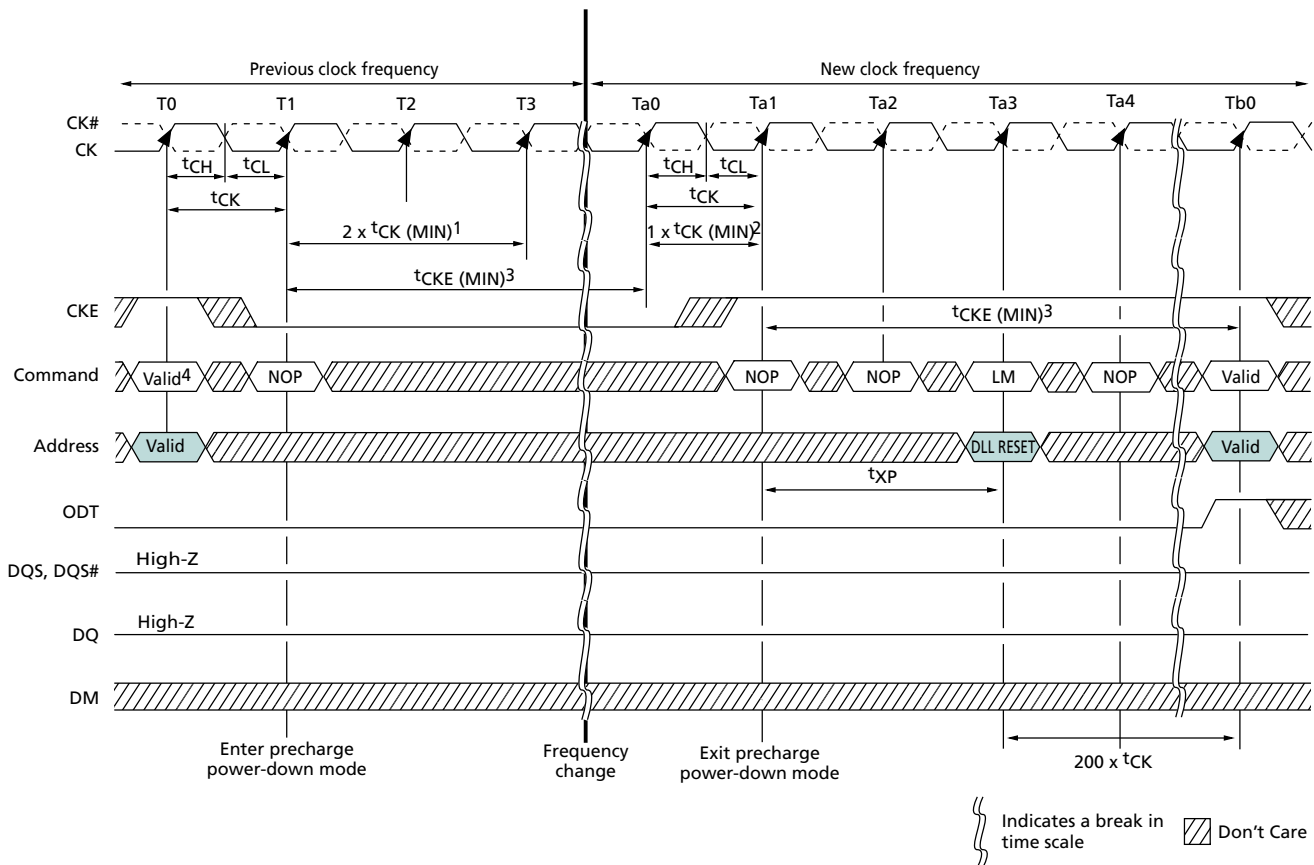 Previous clock frequency
New clock frequency
T0 T1 T2 T3 Ta0 Ta1 Ta2 Ta3 Ta4 Tb0
CK#
CK
tCH tCL tCH tCL
tCK tCK
2 x tCK (MIN)1 1 x tCK (MIN)2
tCKE (MIN)3
CKE
tCKE (MIN)3
Command Valid4 NOP NOP NOP LM NOP Valid
Address Valid DLL RESET Valid
tXP
ODT
High-Z
DQS, DQS#
High-Z
DQ
DM
Enter precharge
power-down mode
Frequency
change
Exit precharge
power-down mode
200 x tCK
Indicates a break in
time scale
Don't Care